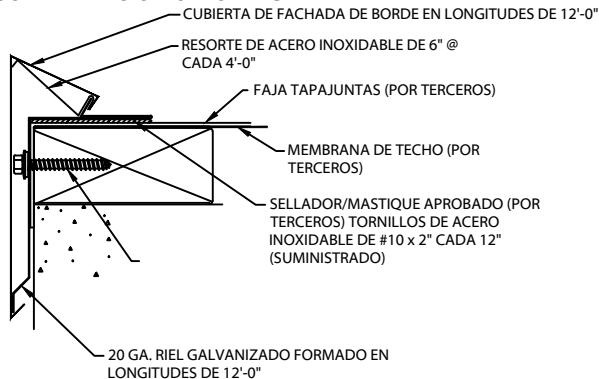 CUBIERTA DE FACHADA DE BORDE EN LONGITUDES DE 12'-0"
RESORTE DE ACERO INOXIDABLE DE 6" @
CADA 4'-0"
FAJA TAPAJUNTAS (POR TERCEROS)
MEMBRANA DE TECHO (POR
TERCEROS)
SELLADOR/MASTIQUE APROBADO (POR
TERCEROS) TORNILLOS DE ACERO
INOXIDABLE DE #10 x 2" CADA 12"
(SUMINISTRADO)
20 GA. RIEL GALVANIZADO FORMADO EN
LONGITUDES DE 12'-0"